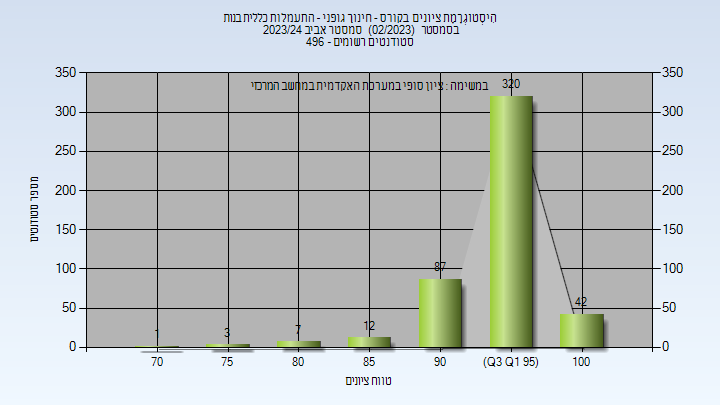 הִיסְטוֹגְרָמַת ציונים בקורס - חינוך גופני - התעמלות כללית בנות
בסמסטר (02/2023) סמסטר אביב 2023/24
סטודנטים רשומים - 496
במשימה : ציון סופי במערכת האקדמית במחשב המרכזי
מספר סטודנטים
350 350
300 300
250 250
200 200
150 150
100 100
50 50
0 0
1 3 7 12 87 320 42
70 75 80 85 90 (Q3 Q1 95) 100
טווח ציונים